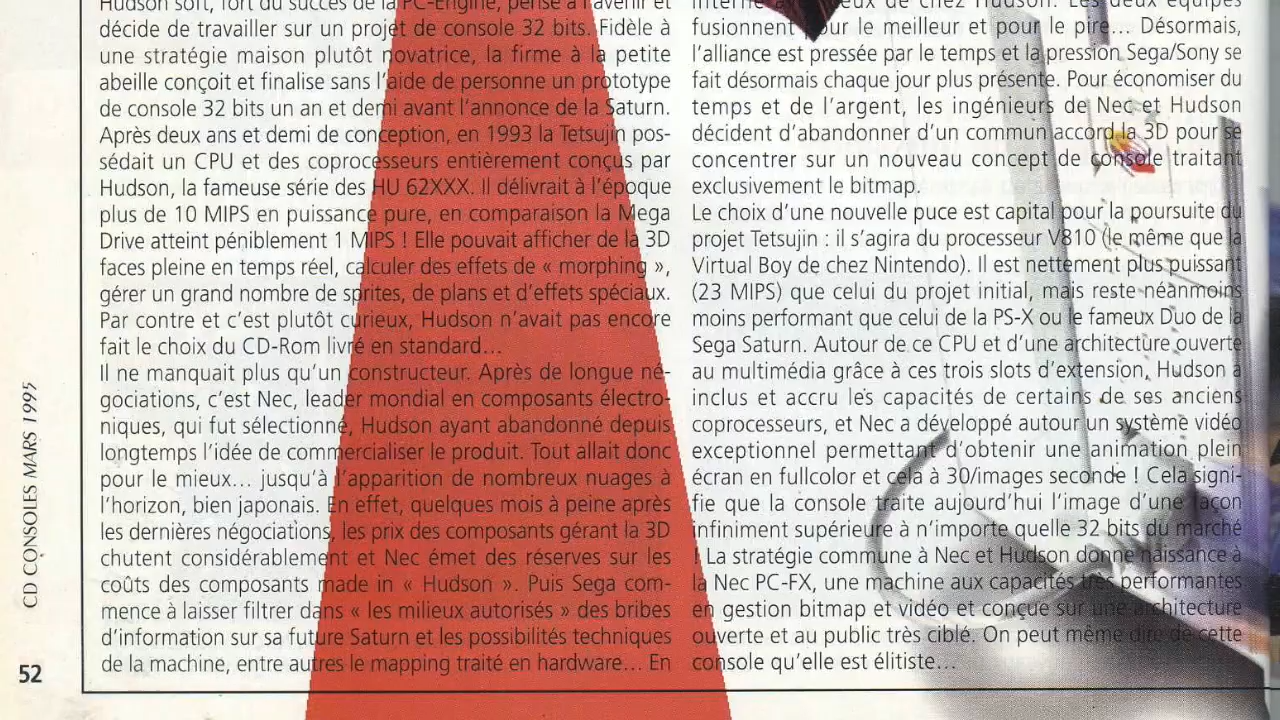 Hudson soft, fort du succès de la PC-Engine, pense à l'avenir et
décide de travailler sur un projet de console 32 bits. Fidèle à
une stratégie maison plutôt novatrice, la firme à la petite
abeille conçoit et finalise sans l'aide de personne un prototype
de console 32 bits un an et demi avant l'annonce de la Saturn.
Après deux ans et demi de conception, en 1993 la Tetsujin pos-
sédait un CPU et des coprocesseurs entièrement conçus par
Hudson, la fameuse série des HU 62XXX. Il délivrait à l'époque
plus de 10 MIPS en puissance pure, en comparaison la Mega
Drive atteint péniblement 1 MIPS ! Elle pouvait afficher de la 3D
faces pleine en temps réel, calculer des effets de « morphing »,
gérer un grand nombre de sprites, de plans et d'effets spéciaux.
Par contre et c'est plutôt curieux, Hudson n'avait pas encore
fait le choix du CD-Rom livré en standard...
Il ne manquait plus qu'un constructeur. Après de longue né-
gociations, c'est Nec, leader mondial en composants électro-
niques, qui fut sélectionné, Hudson ayant abandonné depuis
longtemps l'idée de commercialiser le produit. Tout allait donc
pour le mieux... jusqu'à l'apparition de nombreux nuages à
l'horizon, bien japonais. En effet, quelques mois à peine après
les dernières négociations, les prix des composants gérant la 3D
chutent considérablement et Nec émet des réserves sur les
coûts des composants made in « Hudson ». Puis Sega com-
mence à laisser filtrer dans « les milieux autorisés » des bribes
d'information sur sa future Saturn et les possibilités techniques
de la machine, entre autres le mapping traité en hardware... En
interne eux de chez Hudson. Les deux équipes
fusionnent pour le meilleur et pour le pire... Désormais,
l'alliance est pressée par le temps et la pression Sega/Sony se
fait désormais chaque jour plus présente. Pour économiser du
temps et de l'argent, les ingénieurs de Nec et Hudson
décident d'abandonner d'un commun accord la 3D pour se
concentrer sur un nouveau concept de console traitant
exclusivement le bitmap.
Le choix d'une nouvelle puce est capital pour la poursuite du
projet Tetsujin : il s'agira du processeur V810 (le même que la
Virtual Boy de chez Nintendo). Il est nettement plus puissant
(23 MIPS) que celui du projet initial, mais reste néanmoins
moins performant que celui de la PS-X ou le fameux Duo de la
Sega Saturn. Autour de ce CPU et d'une architecture ouverte
au multimédia grâce à ces trois slots d'extension, Hudson a
inclus et accru les capacités de certains de ses anciens
coprocesseurs, et Nec a développé autour un système vidéo
exceptionnel permettant d'obtenir une animation plein
écran en fullcolor et cela à 30/images seconde ! Cela signi-
fie que la console traite aujourd'hui l'image d'une façon
infiniment supérieure à n'importe quelle 32 bits du marché
! La stratégie commune à Nec et Hudson donne naissance à
la Nec PC-FX, une machine aux capacités très performantes
en gestion bitmap et vidéo et conçue sur une architecture
ouverte et au public très ciblé. On peut même dire de cette
console qu'elle est élitiste...
CD CONSOLES MARS 1995
52